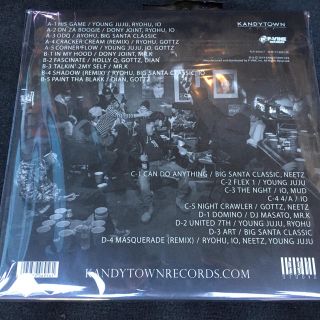 A-1 HIS GAME / YOUNG JUJU, RYOHU, IO
A-2 ON ZA BOOGIE / DONY JOINT, RYOHU
A-3 ODO / RYOHU, BIG SANTA CLASSIC
A-4 CRACKER CREAM (REMIX) / RYOHU, GOTTZ
A-5 CORNER FLOW / YOUNG JUJU, IO, GOTTZ
B-1 IN MY HOOD / DONY JOINT, MR.K
B-2 FASCINATE / HOLLY Q, GOTTZ, DIAN
B-3 TALKIN' 2MY SELF / MR.K
B-4 SHADOW (REMIX) / RYOHU, BIG SANTA CLASSIC, IO
B-5 PAINT THA BLAKK / DIAN, GOTTZ
KANDYTOWN
C-1 CAN DO ANYTHING / BIG SANTA CLASSIC, NEETZ
C-2 FLEX 1 / YOUNG JUJU
C-3 THE NGHT / IO, MUD
C-4 4/A / IO
C-5 NIGHT CRAWLER / GOTTZ, NEETZ
D-1 DOMINO / DJ MASATO, MR.K
D-2 UNITED 7TH / YOUNG JUJU, KIKUMARU
D-3 ART / BIG SANTA CLASSIC
D-4 MASQUERADE (REMIX) / RYOHU, IO, NEETZ, YOUNG JUJU
KANDYTOWNRECORDS.COM